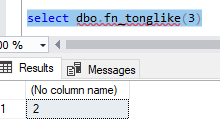 select dbo.fn_tonglike(3)
00 %
Results
Messages
(No column name)
1
2